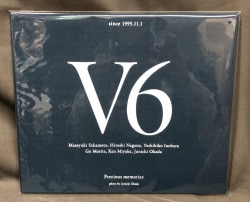 since 1995.11.1
V6
Masayuki Sakamoto, Hiroshi Nagano, Yoshihiko Inohara
Go Morita, Ken Miyake, Junichi Okada
Precious memories
photo by Junichi Okada